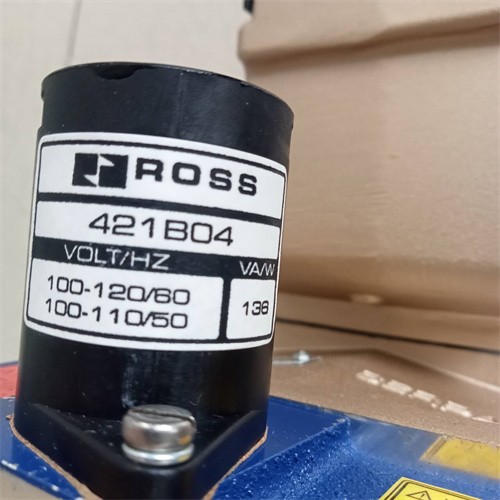 ROSS
421B04
VOLT/HZ VA/W
100-120/60
100-110/50
136